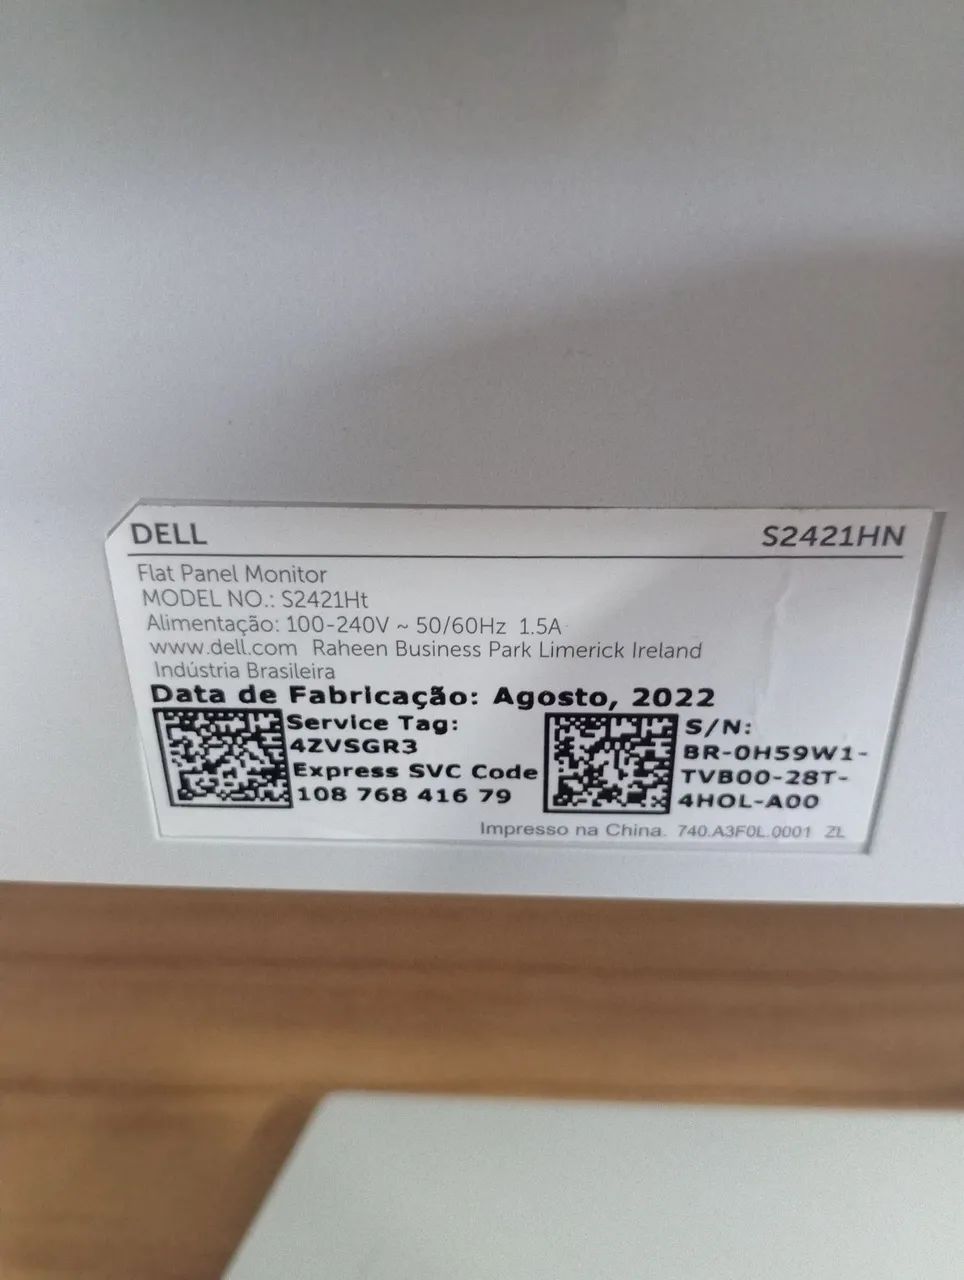 DELL S2421HN
Flat Panel Monitor
MODEL NO.: S2421Ht
Alimentação: 100-240V ~ 50/60Hz 1.5A
www.dell.com Raheen Business Park Limerick Ireland
Indústria Brasileira
Data de Fabricação: Agosto, 2022
Service Tag:
4ZVSGR3
Express SVC Code
108 768 416 79
S/N:
BR-0H59W1-
TVB00-28T-
4HOL-A00
Impresso na China. 740.A3F0L.0001 ZL